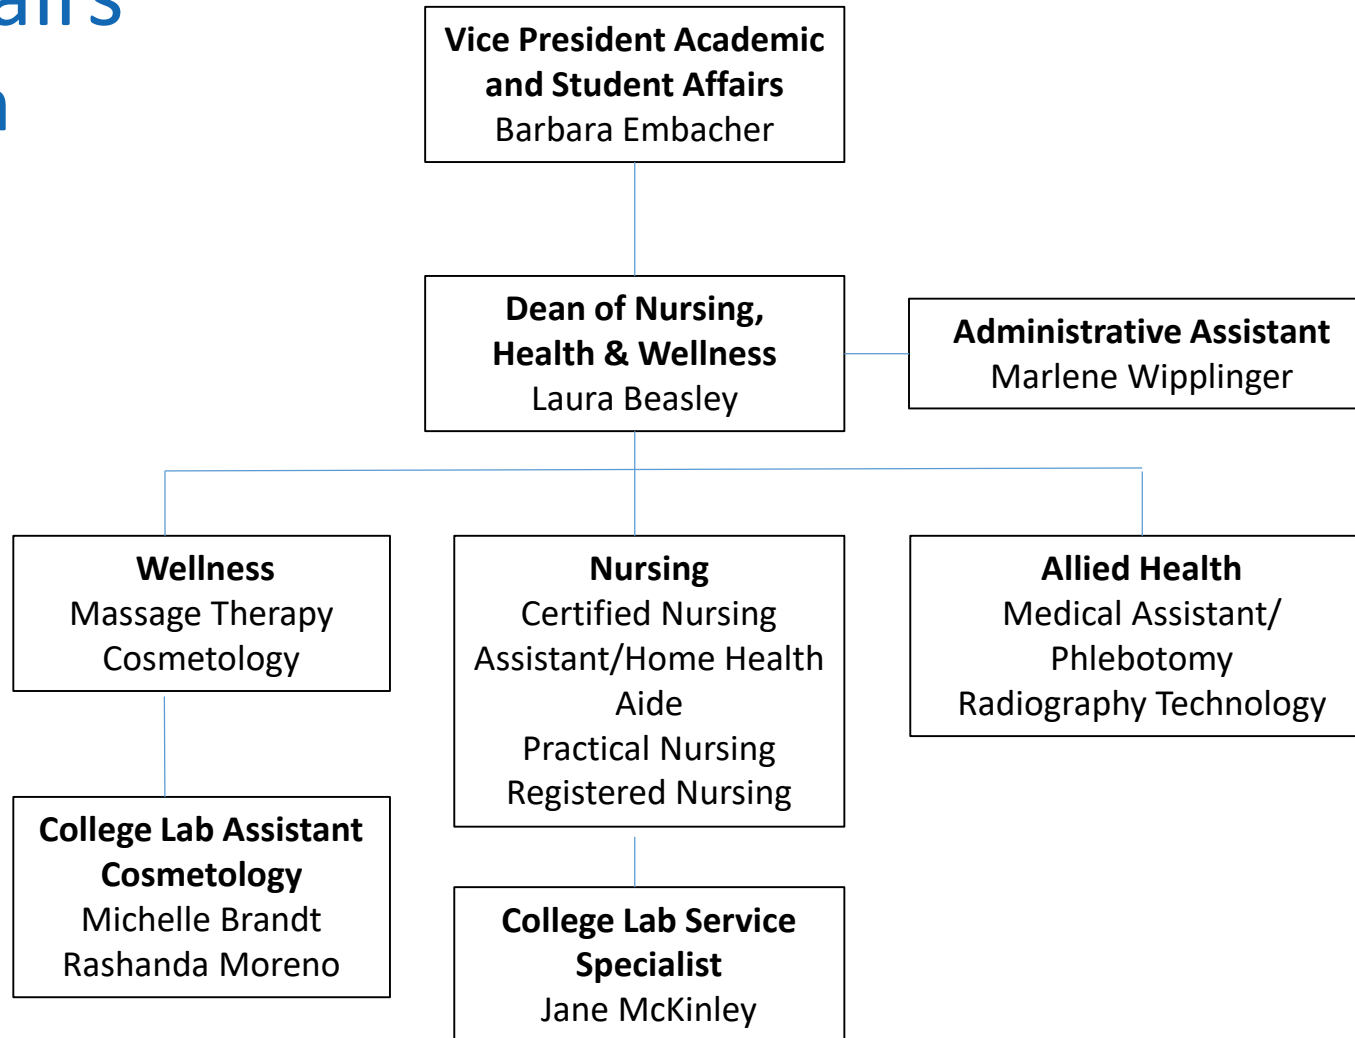 Vice President Academic
and Student Affairs
Barbara Embacher
Dean of Nursing,
Health & Wellness
Laura Beasley
Administrative Assistant
Marlene Wipplinger
Wellness
Massage Therapy
Cosmetology
Nursing
Certified Nursing
Assistant/Home Health
Aide
Practical Nursing
Registered Nursing
Allied Health
Medical Assistant/
Phlebotomy
Radiography Technology
College Lab Assistant
Cosmetology
Michelle Brandt
Rashanda Moreno
College Lab Service
Specialist
Jane McKinley